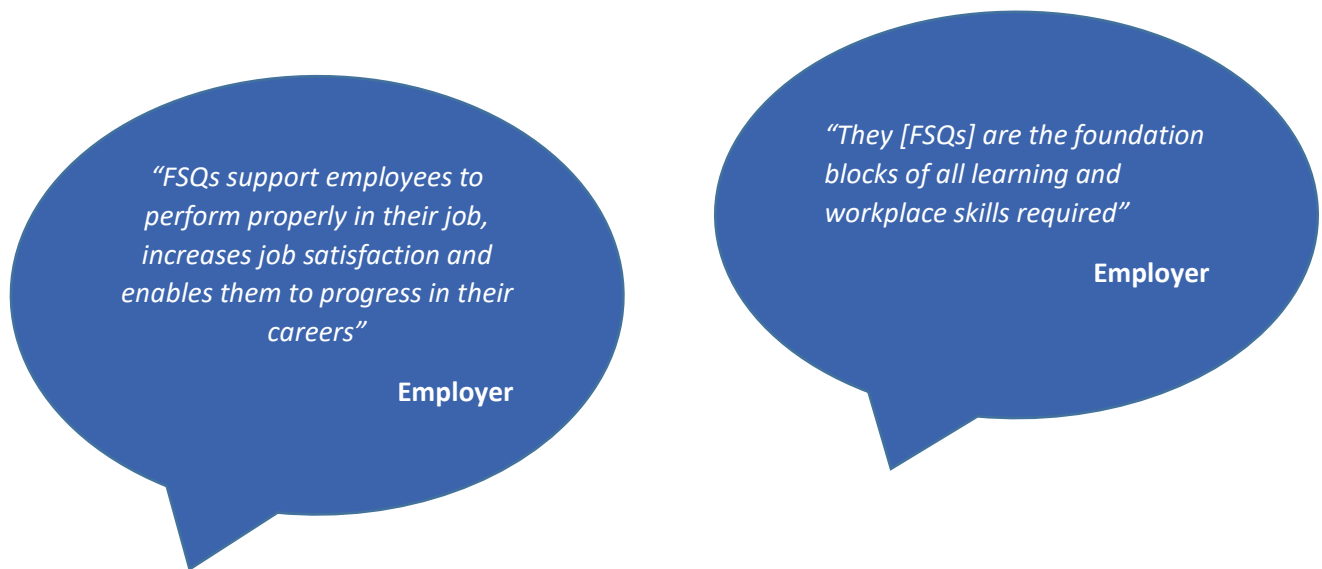 “FSQs support employees to
perform properly in their job,
increases job satisfaction and
enables them to progress in their
careers”
Employer
“They [FSQs] are the foundation
blocks of all learning and
workplace skills required”
Employer